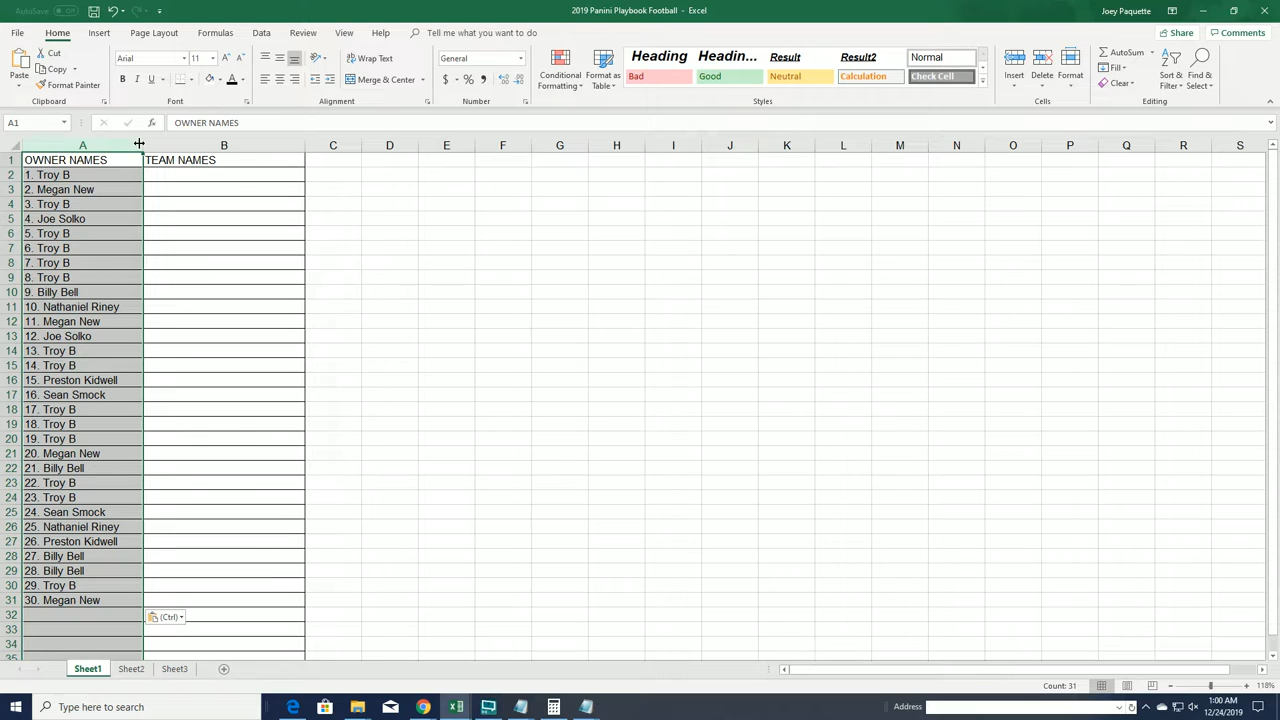 AutoSave Off
2019 Panini Playbook Football - Excel
Joey Paquette
File Home Insert Page Layout Formulas Data Review View Help Tell me what you want to do
Share Comments
Paste
Cut
Copy
Format Painter
Clipboard
Arial 11
B I U
Font
Wrap Text
Merge & Center
Alignment
General
$ % ,
Number
Conditional Formatting
Format as Table
Heading Headin... Result Result2 Normal
Bad Good Neutral Calculation Check Cell
Styles
Insert Delete Format
Cells
AutoSum
Fill
Clear
Sort & Filter
Find & Select
Editing
A1 fx OWNER NAMES
A B C D E F G H I J K L M N O P Q R S
1 OWNER NAMES TEAM NAMES
2 1. Troy B
3 2. Megan New
4 3. Troy B
5 4. Joe Solko
6 5. Troy B
7 6. Troy B
8 7. Troy B
9 8. Troy B
10 9. Billy Bell
11 10. Nathaniel Riney
12 11. Megan New
13 12. Joe Solko
14 13. Troy B
15 14. Troy B
16 15. Preston Kidwell
17 16. Sean Smock
18 17. Troy B
19 18. Troy B
20 19. Troy B
21 20. Megan New
22 21. Billy Bell
23 22. Troy B
24 23. Troy B
25 24. Sean Smock
26 25. Nathaniel Riney
27 26. Preston Kidwell
28 27. Billy Bell
29 28. Billy Bell
30 29. Troy B
31 30. Megan New
32 (Ctrl)
33
34
35
Sheet1 Sheet2 Sheet3
Count: 31 118%
Type here to search
Address
1:00 AM
12/24/2019